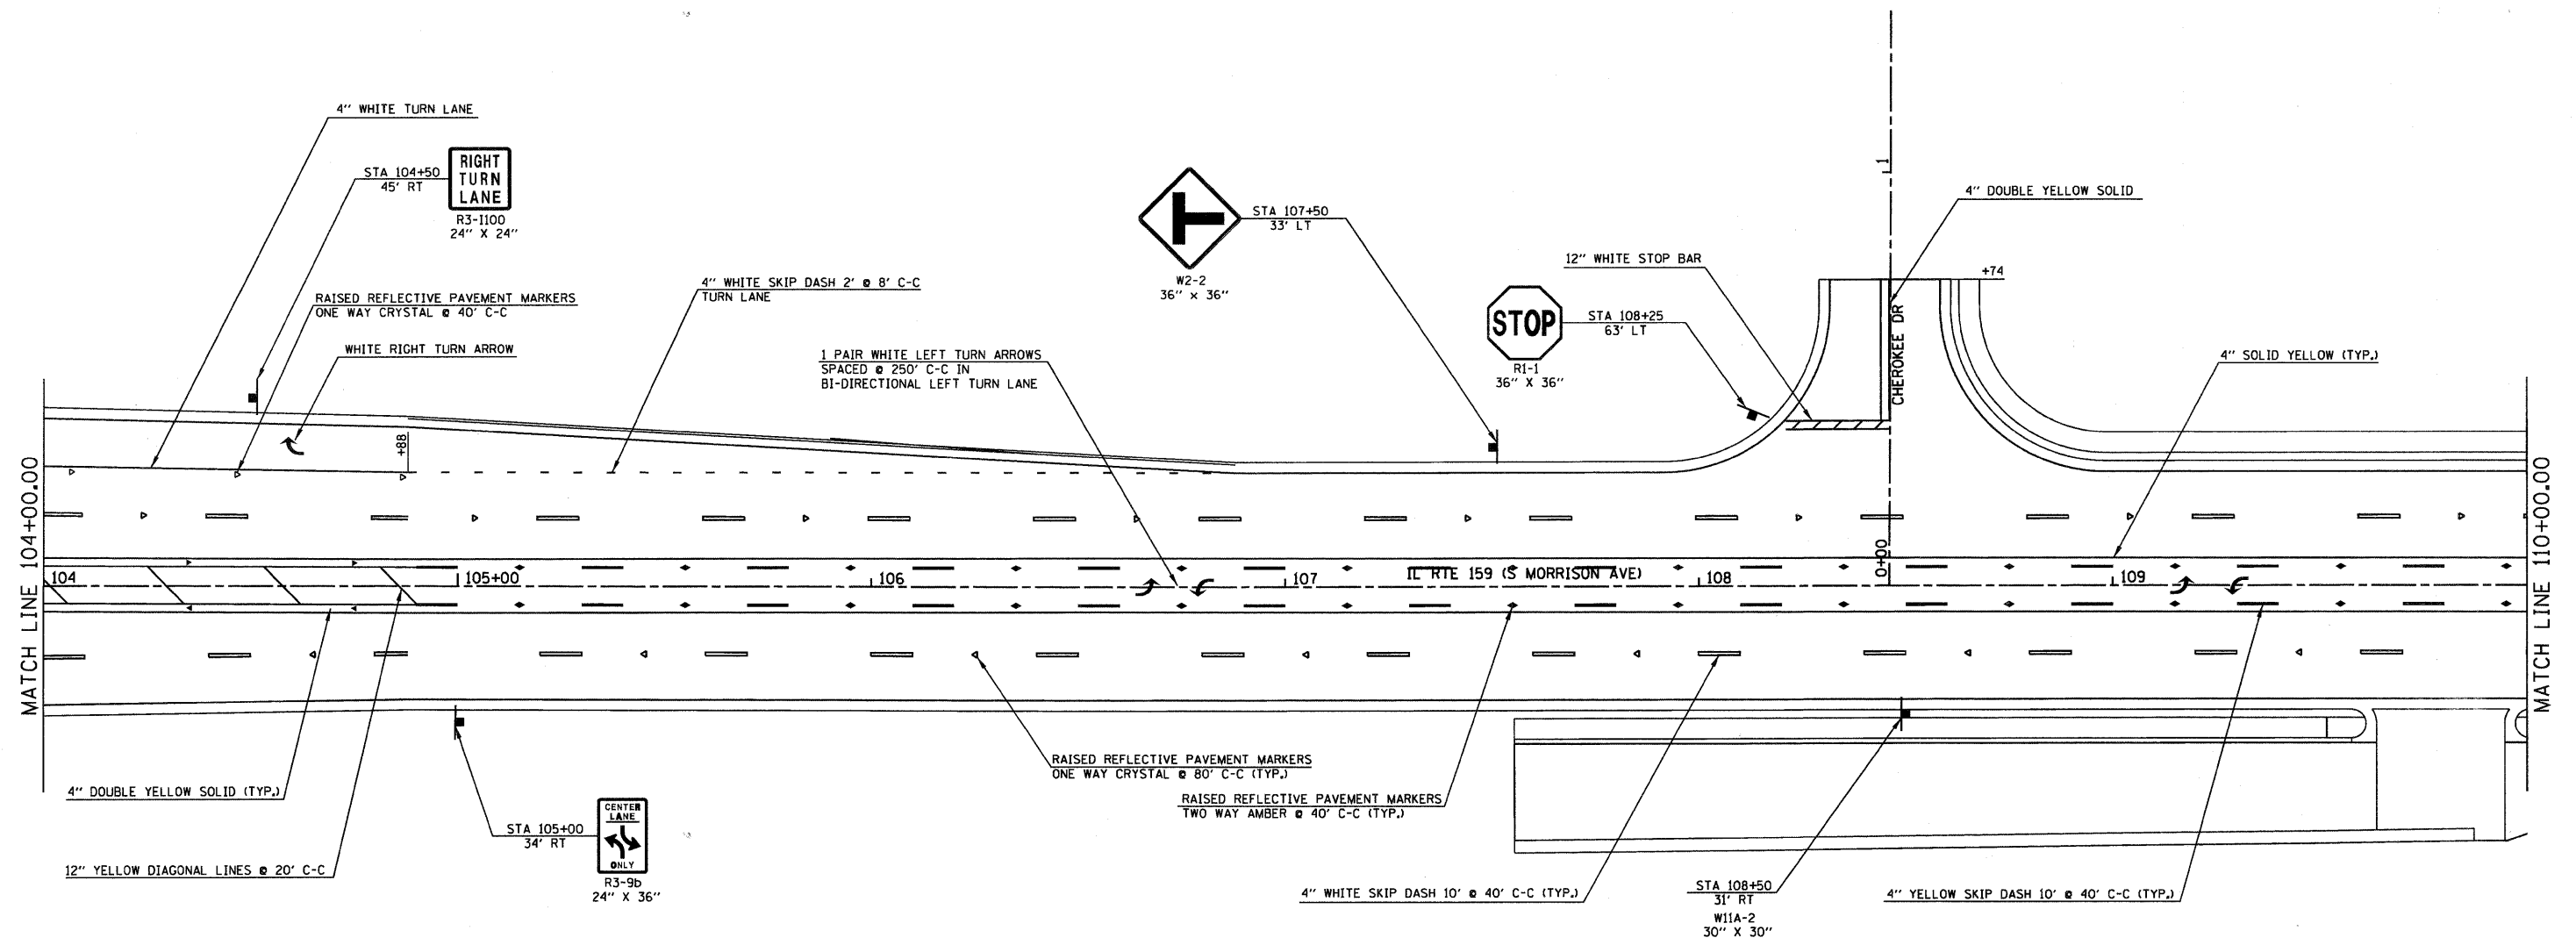 4" WHITE TURN LANE
STA 104+50
45' RT
RIGHT
TURN
LANE
R3-I100
24" X 24"
RAISED REFLECTIVE PAVEMENT MARKERS
ONE WAY CRYSTAL @ 40' C-C
WHITE RIGHT TURN ARROW
4" WHITE SKIP DASH 2' @ 8' C-C
TURN LANE
1 PAIR WHITE LEFT TURN ARROWS
SPACED @ 250' C-C IN
BI-DIRECTIONAL LEFT TURN LANE
W2-2
36" x 36"
STA 107+50
33' LT
12" WHITE STOP BAR
STOP
R1-1
36" X 36"
STA 108+25
63' LT
1
4" DOUBLE YELLOW SOLID
+74
CHEROKEE DR
4" SOLID YELLOW (TYP.)
+88
MATCH LINE 104+00.00
104
105+00
106
107
IL RTE 159 (S MORRISON AVE)
108
0+00
109
MATCH LINE 110+00.00
4" DOUBLE YELLOW SOLID (TYP.)
12" YELLOW DIAGONAL LINES @ 20' C-C
STA 105+00
34' RT
CENTER
LANE
ONLY
R3-9b
24" X 36"
RAISED REFLECTIVE PAVEMENT MARKERS
ONE WAY CRYSTAL @ 80' C-C (TYP.)
RAISED REFLECTIVE PAVEMENT MARKERS
TWO WAY AMBER @ 40' C-C (TYP.)
4" WHITE SKIP DASH 10' @ 40' C-C (TYP.)
STA 108+50
31' RT
W11A-2
30" X 30"
4" YELLOW SKIP DASH 10' @ 40' C-C (TYP.)